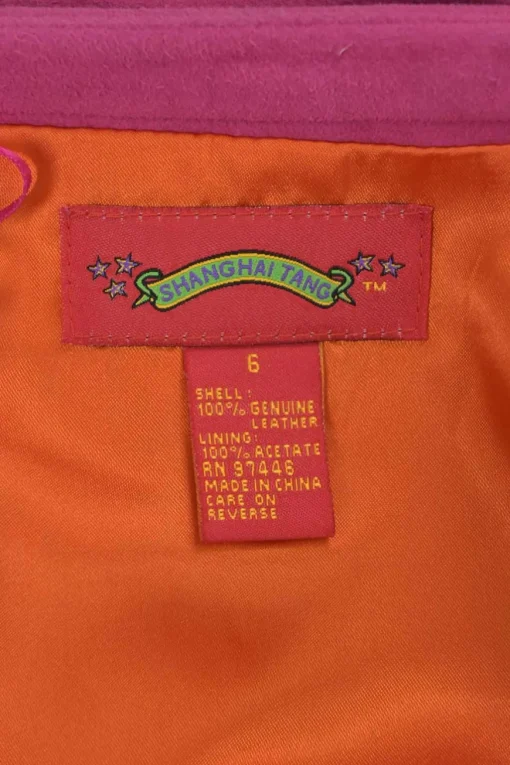 SHANGHAI TANG
TM
6
SHELL:
100% GENUINE
LEATHER
LINING:
100% ACETATE
RN 97446
MADE IN CHINA
CARE ON
REVERSE